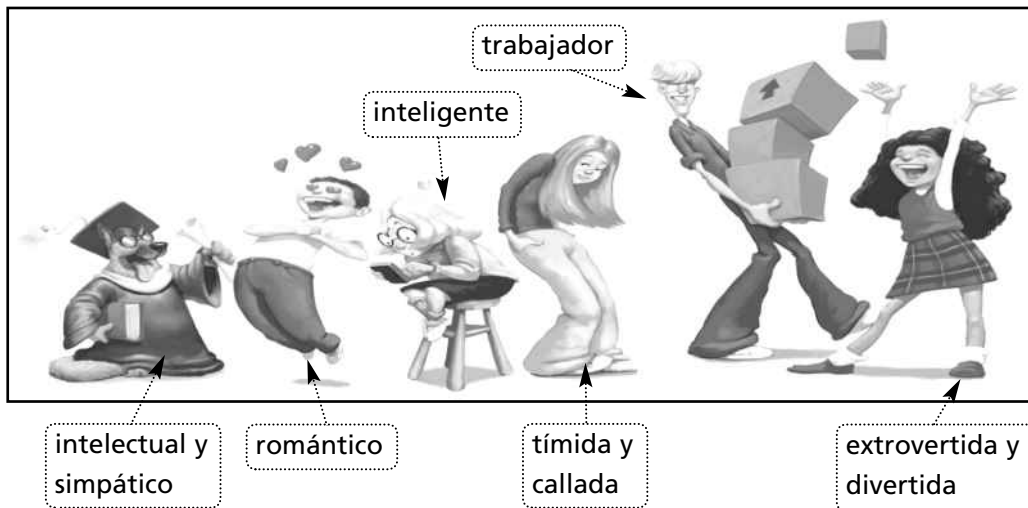 trabajador
inteligente
intelectual y
simpático
romántico
tímida y
callada
extrovertida y
divertida